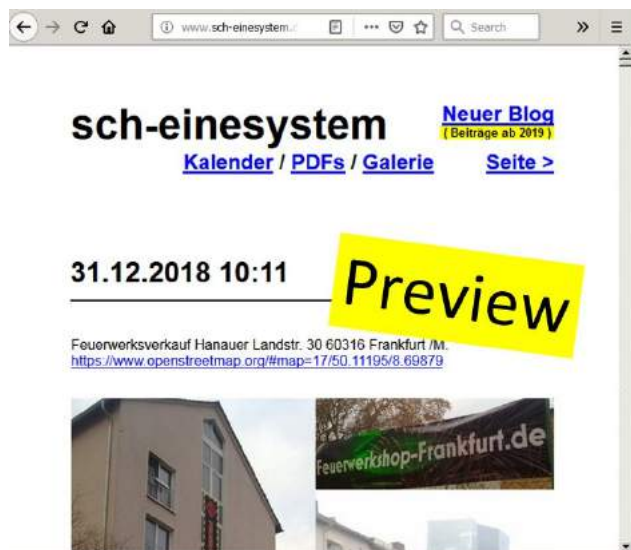 www.sch-einesystem.
Search
sch-einesystem
Neuer Blog
( Beiträge ab 2019 )
Kalender / PDFs / Galerie
Seite >
31.12.2018 10:11
Preview
Feuerwerksverkauf Hanauer Landstr. 30 60316 Frankfurt /M.
https://www.openstreetmap.org/#map=17/50.11195/8.69879
Feuerwerkshop-Frankfurt.de